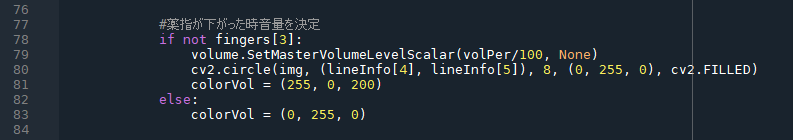 76
77 #薬指が下がった時音量を決定
78 if not fingers[3]:
79 volume.SetMasterVolumeLevelScalar(volPer/100, None)
80 cv2.circle(img, (lineInfo[4], lineInfo[5]), 8, (0, 255, 0), cv2.FILLED)
81 colorVol = (255, 0, 200)
82 else:
83 colorVol = (0, 255, 0)
84